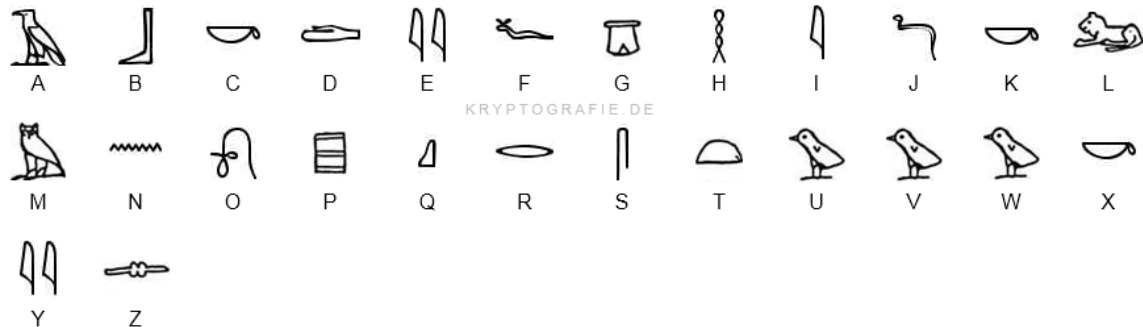 A B C D E F G H I J K L
KRYPTOGRAFIE.DE
M N O P Q R S T U V W X
Y Z